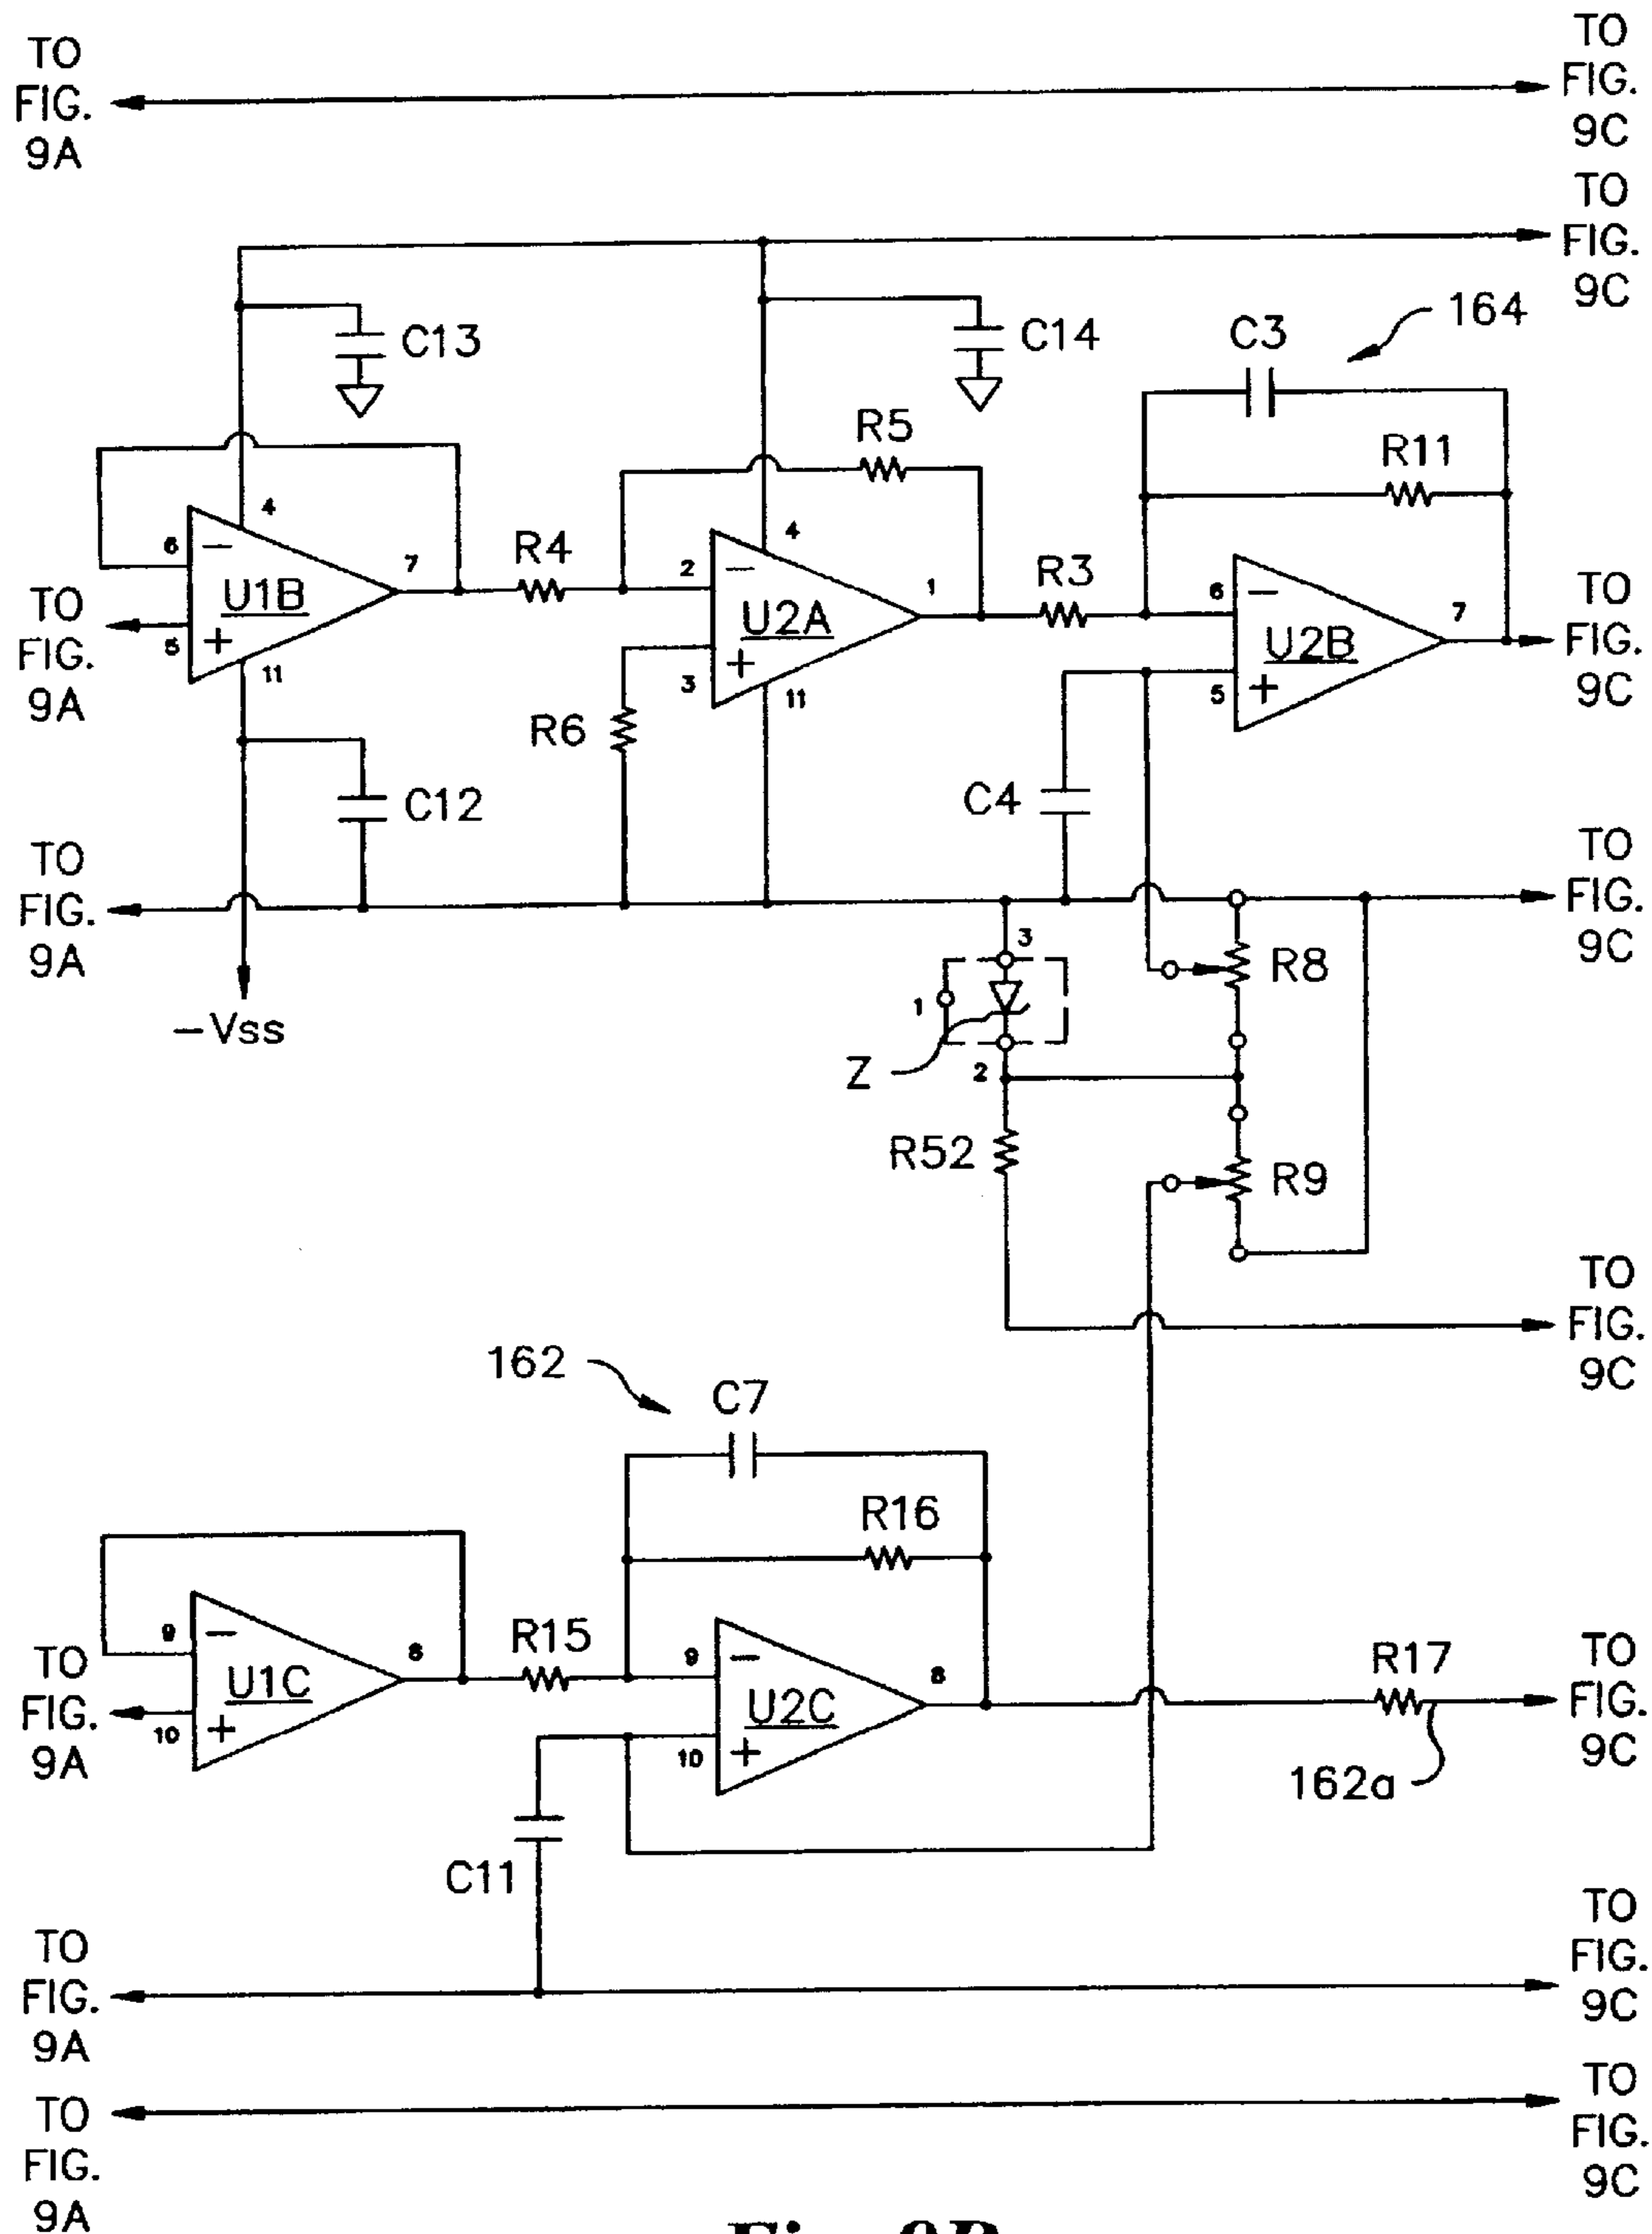 TO
FIG.
9A
TO
FIG.
9C
TO
FIG.
9C
C13
C14
C3
164
R5
R11
4
6
−
7
U1B
5
+
11
TO
FIG.
9A
R4
4
2
−
1
U2A
3
+
11
R3
6
−
7
U2B
5
+
TO
FIG.
9C
R6
C12
C4
TO
FIG.
9A
TO
FIG.
9C
−Vss
3
1
Z
2
R8
R52
R9
TO
FIG.
9C
162
C7
R16
9
−
8
U1C
10
+
TO
FIG.
9A
R15
9
−
8
U2C
10
+
R17
162a
TO
FIG.
9C
C11
TO
FIG.
9A
TO
FIG.
9C
TO
FIG.
9A
TO
FIG.
9C